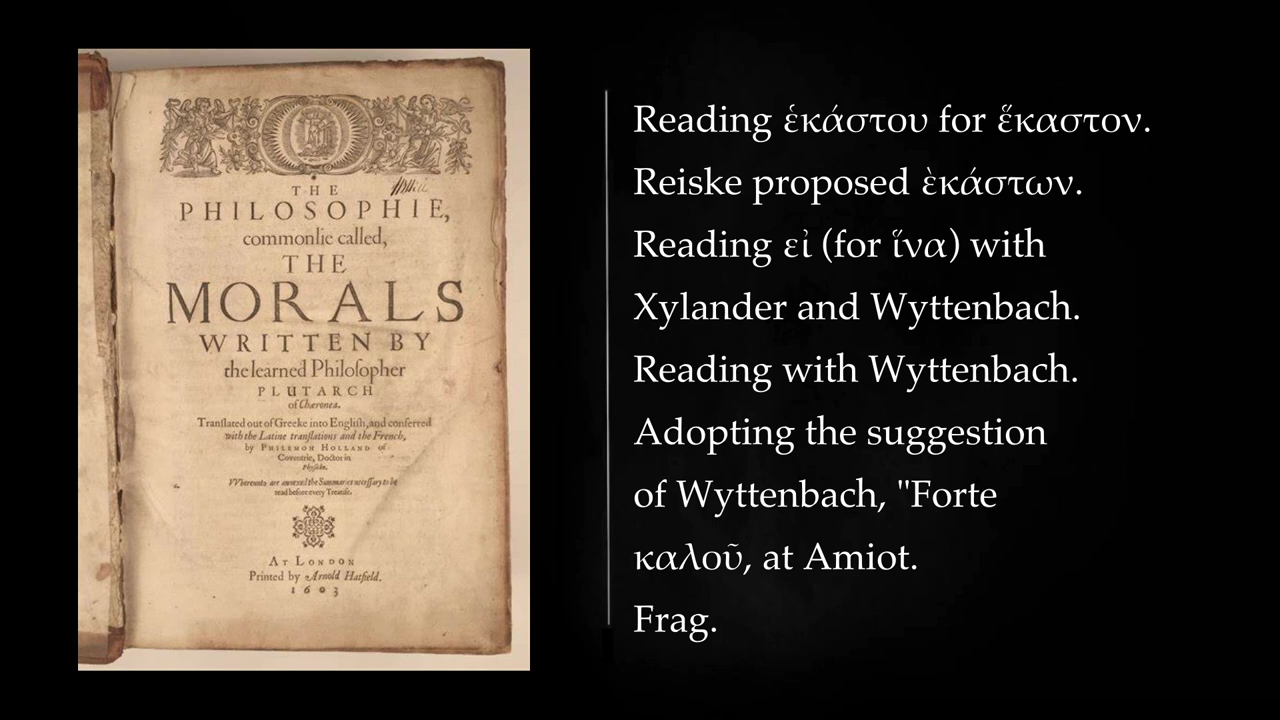 THE
PHILOSOPHIE,
commonlie called,
THE
MORALS
WRITTEN BY
the learned Philosopher
PLUTARCH
of Chæronea.
Translated out of Greeke into English, and conferred
with the Latine translations and the French,
by PHILEMON HOLLAND of
Coventrie, Doctor in
Physicke.
VVhereunto are annexed the Summaries necessary to be
read before every Treatise.
AT LONDON
Printed by Arnold Hatfield.
1603
Reading ἑκάστου for ἕκαστον.
Reiske proposed ὲκάστων.
Reading εἰ (for ἵνα) with
Xylander and Wyttenbach.
Reading with Wyttenbach.
Adopting the suggestion
of Wyttenbach, "Forte
καλοῦ, at Amiot.
Frag.